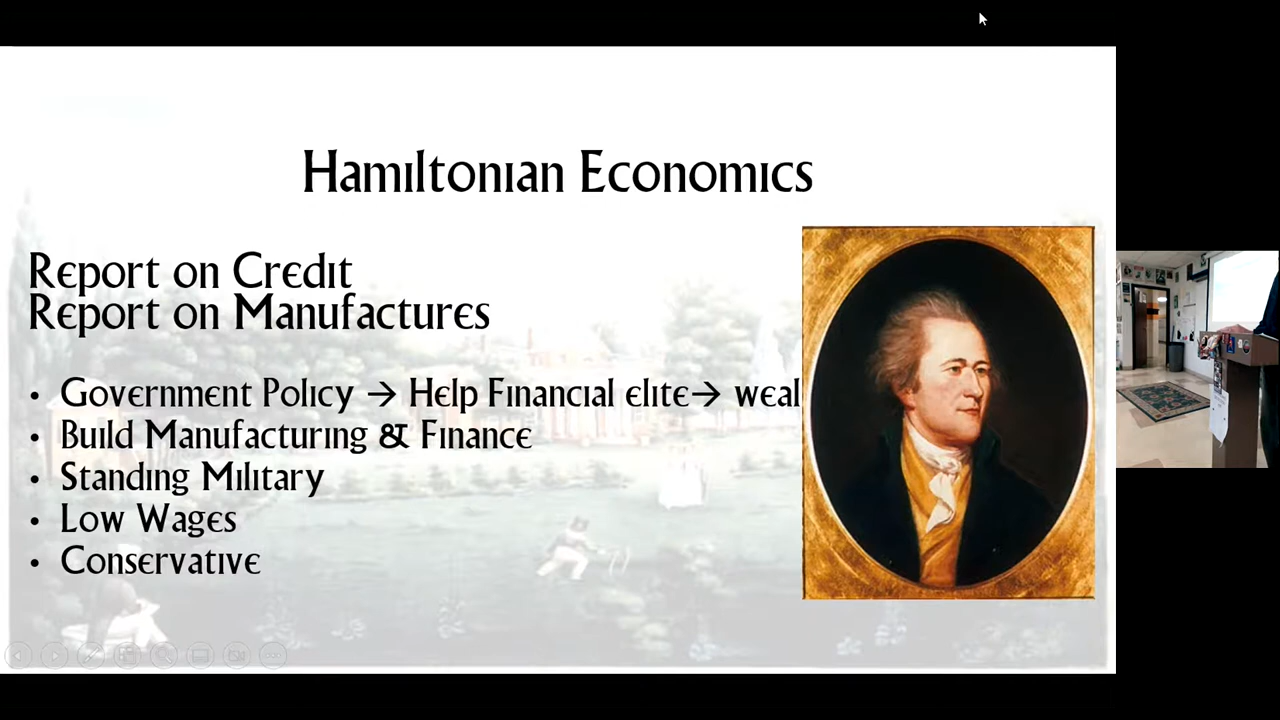 Hamiltonian Economics
Report on Credit
Report on Manufactures
• Government Policy → Help Financial elite→ weal
• Build Manufacturing & Finance
• Standing Military
• Low Wages
• Conservative